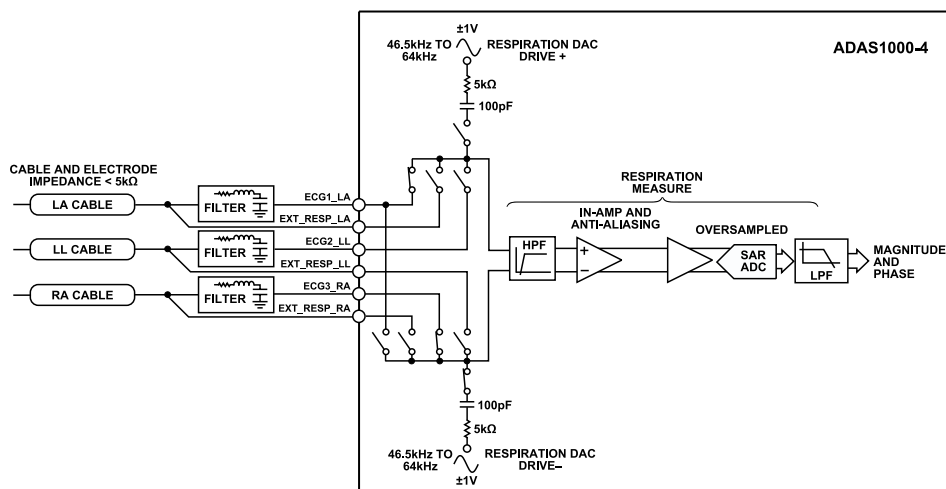 ±1V
46.5kHz TO
64kHz
RESPIRATION DAC
DRIVE +
ADAS1000-4
5kΩ
100pF
CABLE AND ELECTRODE
IMPEDANCE < 5kΩ
RESPIRATION
MEASURE
LA CABLE
FILTER
ECG1_LA
EXT_RESP_LA
IN-AMP AND
ANTI-ALIASING
OVERSAMPLED
LL CABLE
FILTER
ECG2_LL
EXT_RESP_LL
HPF
+
−
SAR
ADC
LPF
MAGNITUDE
AND
PHASE
RA CABLE
FILTER
ECG3_RA
EXT_RESP_RA
100pF
5kΩ
46.5kHz TO
64kHz
RESPIRATION DAC
DRIVE–
±1V